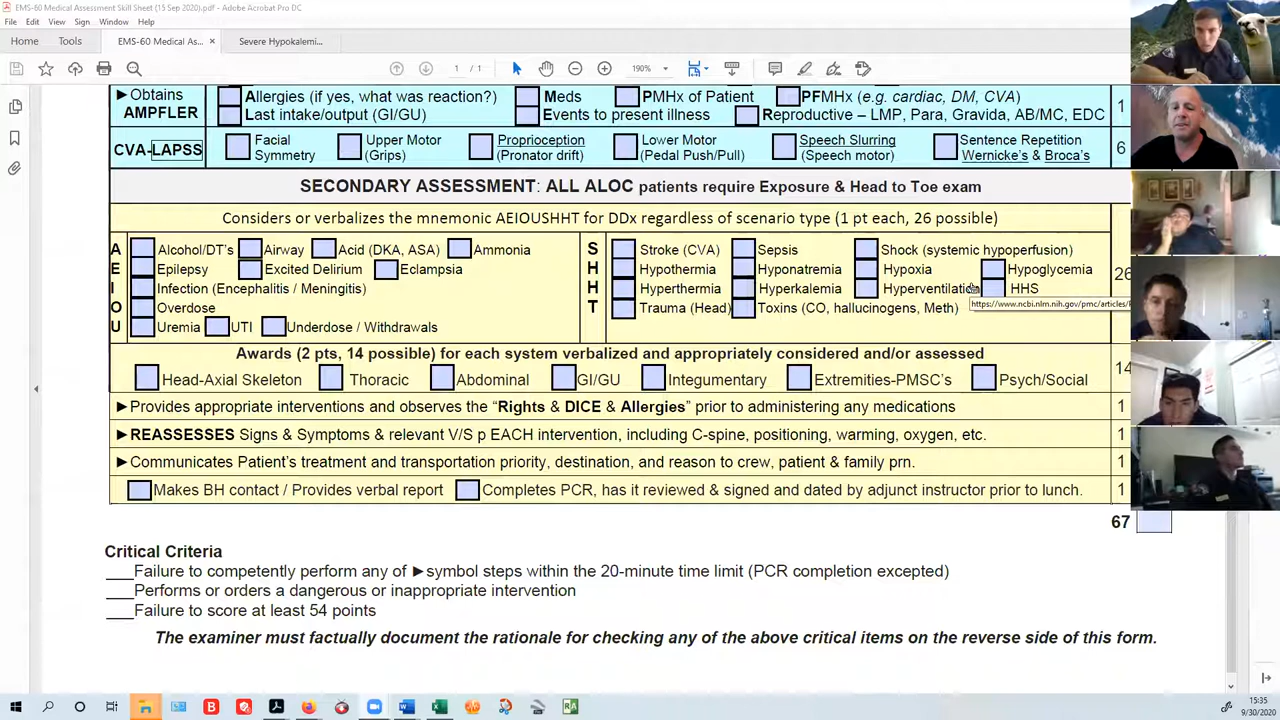 EMS-60 Medical Assessment Skill Sheet (15 Sep 2020).pdf - Adobe Acrobat Pro DC
File Edit View Sign Window Help
Home Tools EMS-60 Medical As... × Severe Hypokalemi...
1 / 1 190%
►Obtains AMPFLER
Allergies (if yes, what was reaction?) Meds PMHx of Patient PFMHx (e.g. cardiac, DM, CVA) 1
Last intake/output (GI/GU) Events to present illness Reproductive – LMP, Para, Gravida, AB/MC, EDC
CVA-LAPSS
Facial Symmetry
Upper Motor (Grips)
Proprioception (Pronator drift)
Lower Motor (Pedal Push/Pull)
Speech Slurring (Speech motor)
Sentence Repetition Wernicke's & Broca's
6
SECONDARY ASSESSMENT: ALL ALOC patients require Exposure & Head to Toe exam
Considers or verbalizes the mnemonic AEIOUSHHT for DDx regardless of scenario type (1 pt each, 26 possible)
A Alcohol/DT's Airway Acid (DKA, ASA) Ammonia
E Epilepsy Excited Delirium Eclampsia
I Infection (Encephalitis / Meningitis)
O Overdose
U Uremia UTI Underdose / Withdrawals
S Stroke (CVA) Sepsis Shock (systemic hypoperfusion)
H Hypothermia Hyponatremia Hypoxia Hypoglycemia 26
H Hyperthermia Hyperkalemia Hyperventilatio HHS
T Trauma (Head) Toxins (CO, hallucinogens, Meth)
https://www.ncbi.nlm.nih.gov/pmc/articles/
Awards (2 pts, 14 possible) for each system verbalized and appropriately considered and/or assessed
Head-Axial Skeleton Thoracic Abdominal GI/GU Integumentary Extremities-PMSC's Psych/Social 14
►Provides appropriate interventions and observes the “Rights & DICE & Allergies” prior to administering any medications 1
►REASSESSES Signs & Symptoms & relevant V/S p EACH intervention, including C-spine, positioning, warming, oxygen, etc. 1
►Communicates Patient's treatment and transportation priority, destination, and reason to crew, patient & family prn. 1
Makes BH contact / Provides verbal report Completes PCR, has it reviewed & signed and dated by adjunct instructor prior to lunch. 1
67
Critical Criteria
___Failure to competently perform any of ►symbol steps within the 20-minute time limit (PCR completion excepted)
___Performs or orders a dangerous or inappropriate intervention
___Failure to score at least 54 points
The examiner must factually document the rationale for checking any of the above critical items on the reverse side of this form.
15:35
9/30/2020